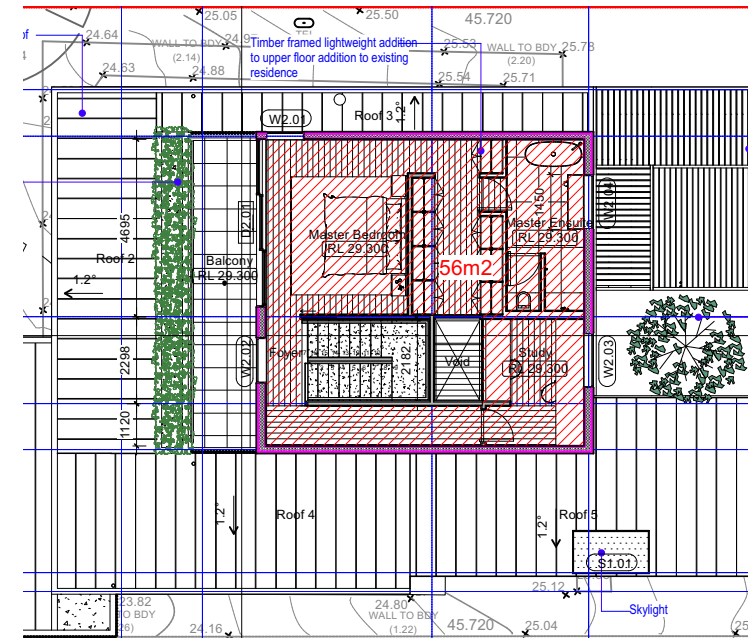 25.05
25.50
45.720
TEL
24.64
WALL TO BDY
(2.14)
Timber framed lightweight addition
to upper floor addition to existing
residence
25.53
WALL TO BDY
(2.20)
25.78
24.63
24.88
25.54
25.71
W2.01
Roof 3
1.2°
4695
D2.01
Master Bedroom
RL 29.300
1450
Master Ensuite
RL 29.300
W2.04
Roof 2
Balcony
RL 29.300
56m2
1.2°
2298
W2.02
Foyer
2182
Void
Study
RL 29.300
W2.03
1120
1.2°
Roof 4
1.2°
Roof 5
S1.01
23.82
TO BDY
24.80
WALL TO BDY
(1.22)
25.12
Skylight
24.16
45.720
25.04